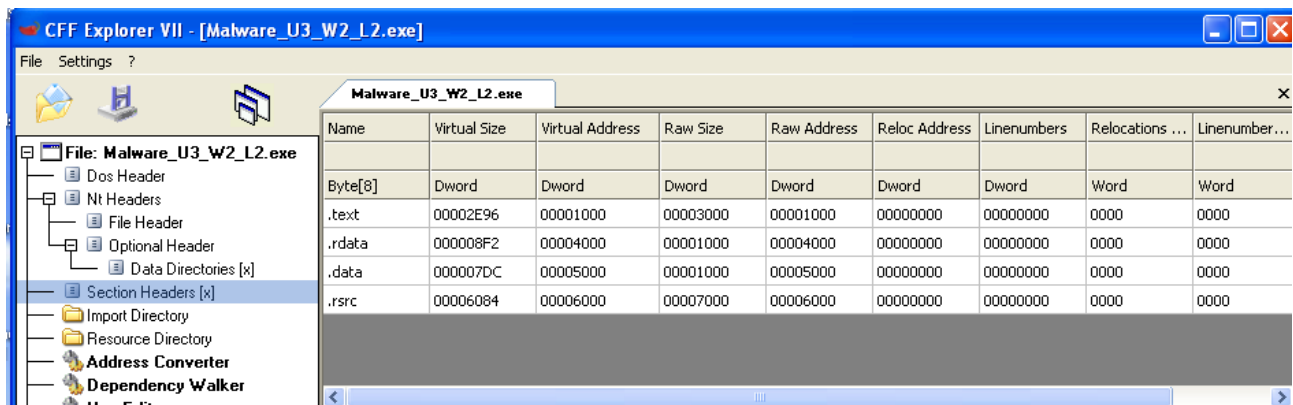 CFF Explorer VII - [Malware_U3_W2_L2.exe]
File Settings ?
Malware_U3_W2_L2.exe
File: Malware_U3_W2_L2.exe
Dos Header
Nt Headers
File Header
Optional Header
Data Directories [x]
Section Headers [x]
Import Directory
Resource Directory
Address Converter
Dependency Walker
Name Virtual Size Virtual Address Raw Size Raw Address Reloc Address Linenumbers Relocations ... Linenumber...
Byte[8] Dword Dword Dword Dword Dword Dword Word Word
.text 00002E96 00001000 00003000 00001000 00000000 00000000 0000 0000
.rdata 000008F2 00004000 00001000 00004000 00000000 00000000 0000 0000
.data 000007DC 00005000 00001000 00005000 00000000 00000000 0000 0000
.rsrc 00006084 00006000 00007000 00006000 00000000 00000000 0000 0000